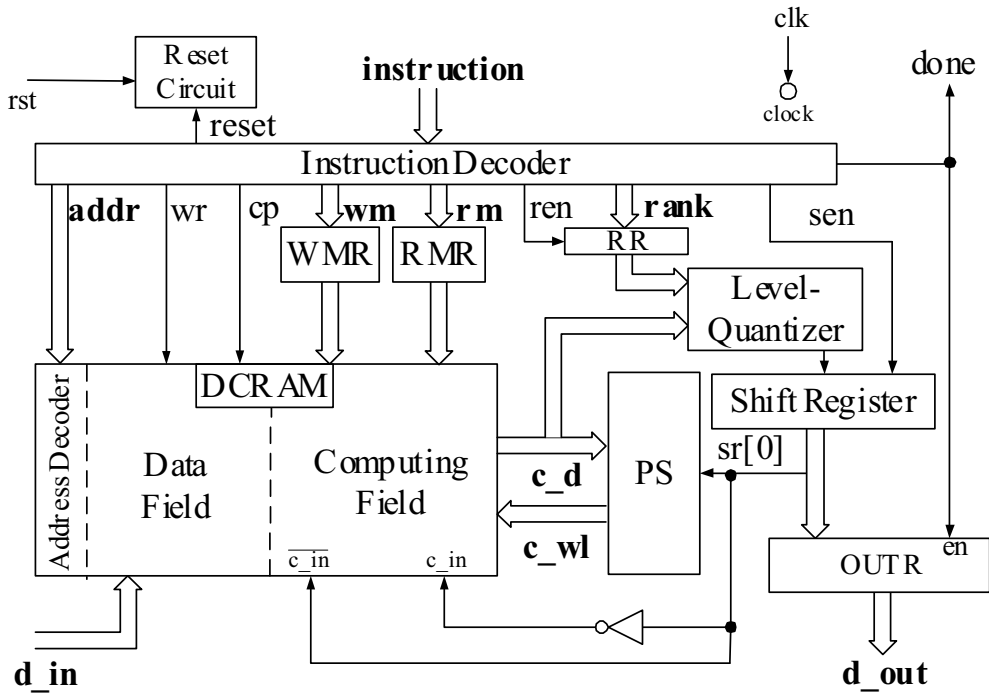 clk
Reset
Circuit
instruction
done
rst
clock
reset
Instruction Decoder
addr
wr
cp
wm
rm
ren
rank
sen
WMR
RMR
RR
Level-
Quantizer
DCRAM
Shift Register
Address Decoder
Data
Field
Computing
Field
c_d
PS
sr[0]
c_wl
c_in
c_in
en
OUTR
d_in
d_out